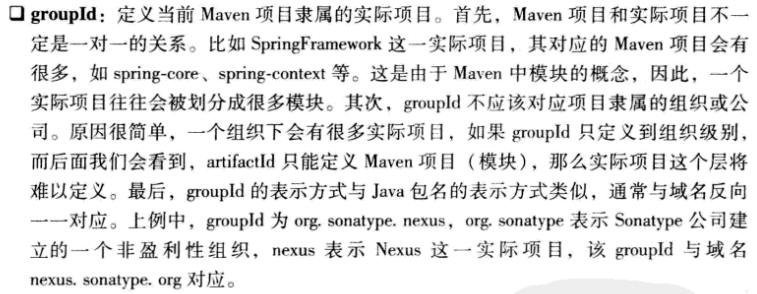 ❑ groupId：定义当前 Maven 项目隶属的实际项目。首先，Maven 项目和实际项目不一
定是一对一的关系。比如 SpringFramework 这一实际项目，其对应的 Maven 项目会有
很多，如 spring-core、spring-context 等。这是由于 Maven 中模块的概念，因此，一个
实际项目往往会被划分成很多模块。其次，groupId 不应该对应项目隶属的组织或公
司。原因很简单，一个组织下会有很多实际项目，如果 groupId 只定义到组织级别，
而后面我们会看到，artifactId 只能定义 Maven 项目（模块），那么实际项目这个层将
难以定义。最后，groupId 的表示方式与 Java 包名的表示方式类似，通常与域名反向
一一对应。上例中，groupId 为 org. sonatype. nexus，org. sonatype 表示 Sonatype 公司建
立的一个非盈利性组织，nexus 表示 Nexus 这一实际项目，该 groupId 与域名
nexus. sonatype. org 对应。